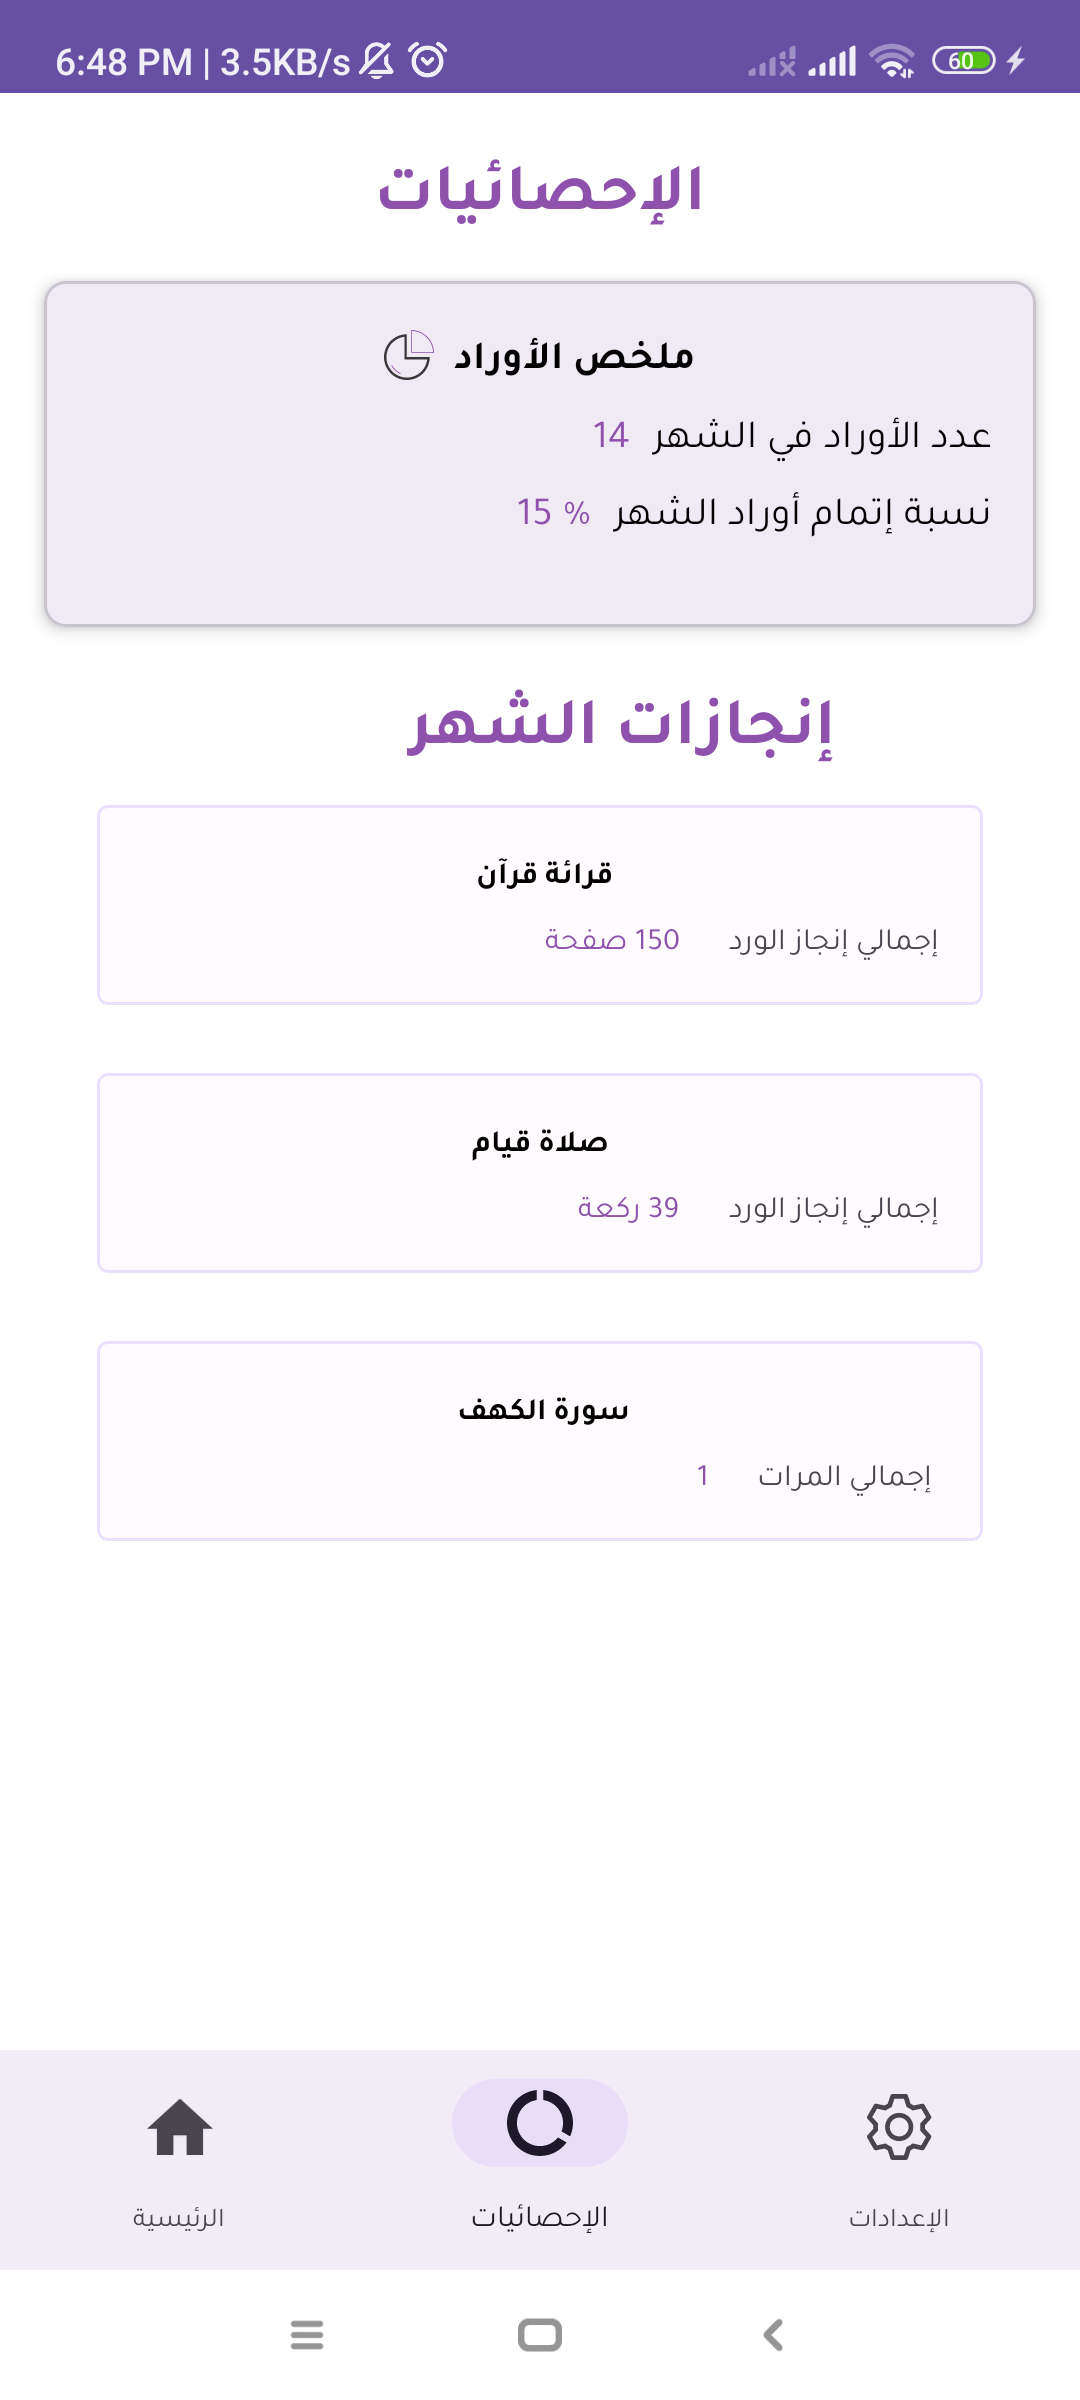 6:48 PM | 3.5KB/s
60
الإحصائيات
ملخص الأوراد
عدد الأوراد في الشهر 14
نسبة إتمام أوراد الشهر 15 %
إنجازات الشهر
قرائة قرآن
إجمالي إنجاز الورد 150 صفحة
صلاة قيام
إجمالي إنجاز الورد 39 ركعة
سورة الكهف
إجمالي المرات 1
الإعدادات
الإحصائيات
الرئيسية